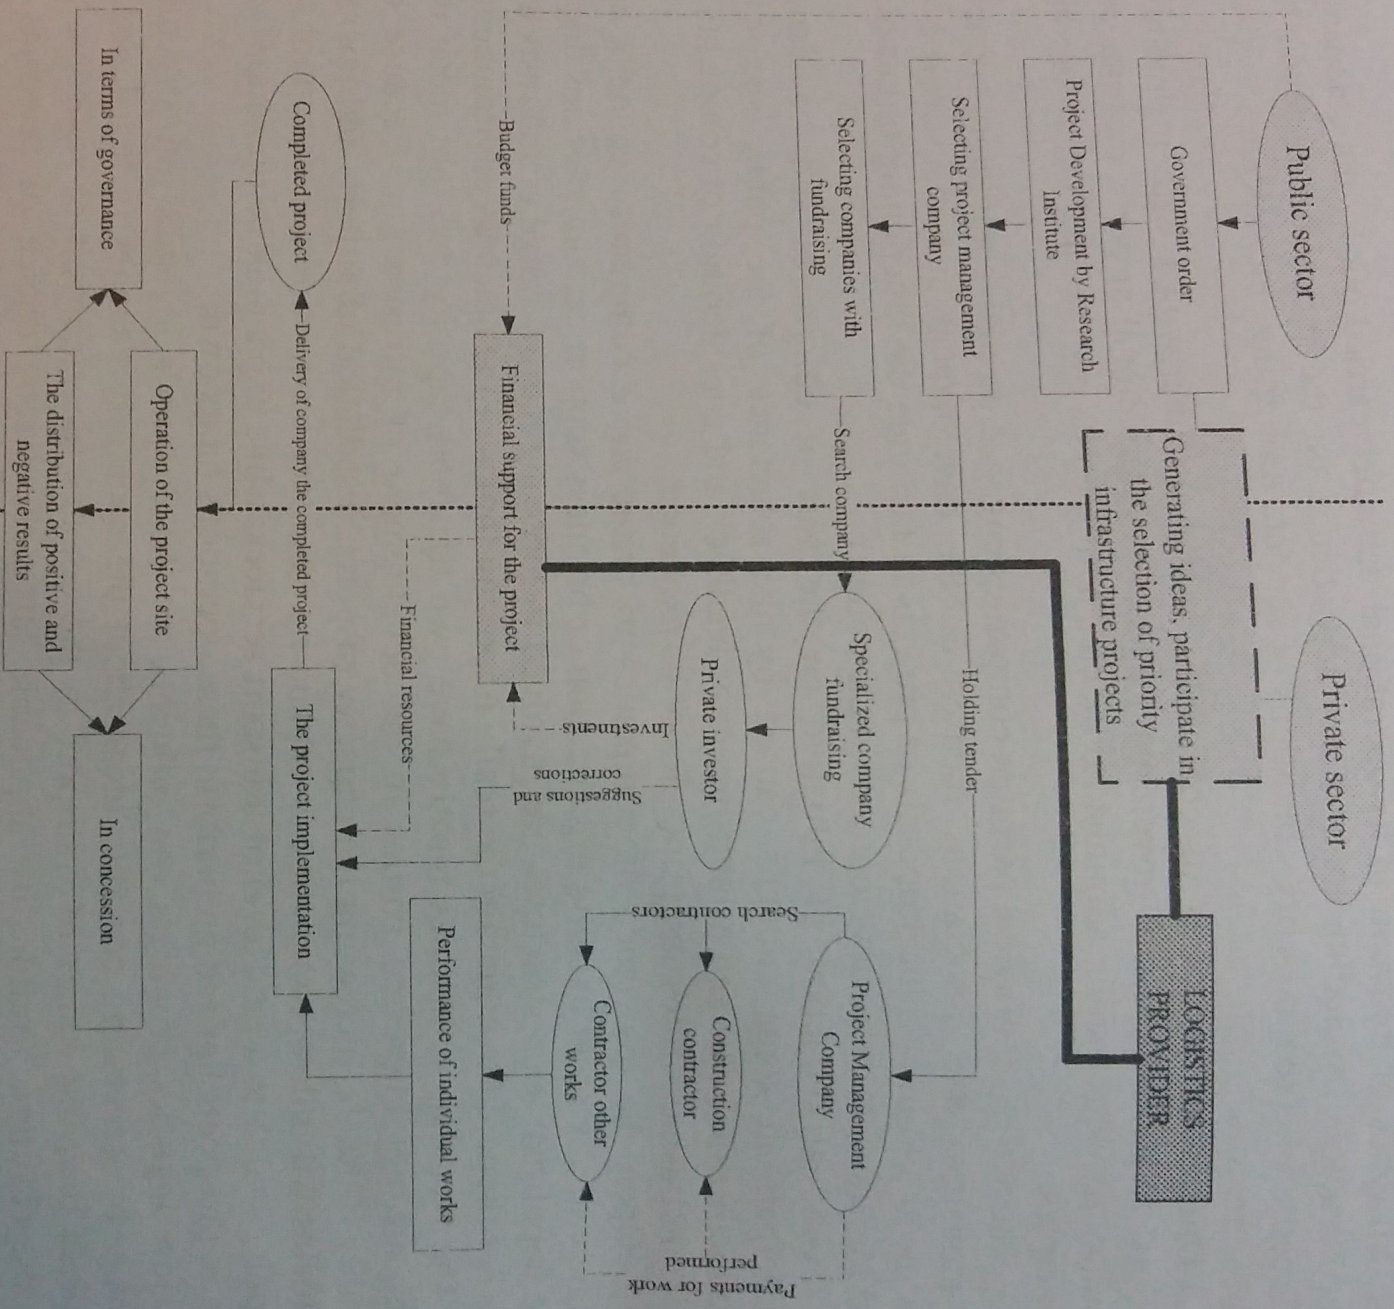 Public sector
Private sector
Government order
Generating ideas, participate in
the selection of priority
infrastructure projects
LOGISTICS
PROVIDER
Project Development by Research
Institute
Selecting project management
company
Holding tender
Selecting companies with
fundraising
Search company
Specialized company
fundraising
Project Management
Company
Private investor
Search contractors
Construction
contractor
Payments for work
performed
Contractor other
works
Investments
Suggestions and
corrections
Budget funds
Financial support for the project
Performance of individual works
Financial resources
Completed project
Delivery of company the completed project
The project implementation
Operation of the project site
In terms of governance
In concession
The distribution of positive and
negative results